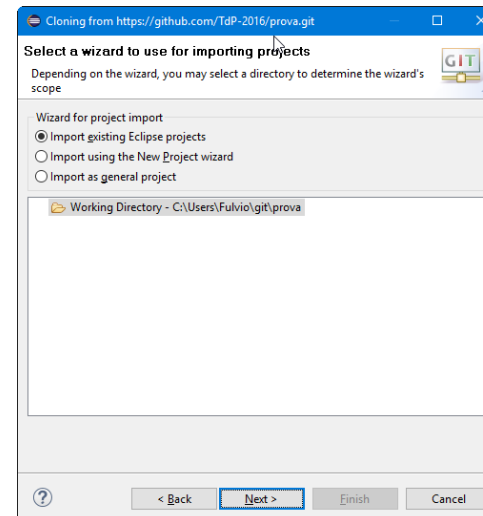 Cloning from https://github.com/TdP-2016/prova.git
Select a wizard to use for importing projects
Depending on the wizard, you may select a directory to determine the wizard's
scope
GIT
Wizard for project import
Import existing Eclipse projects
Import using the New Project wizard
Import as general project
Working Directory - C:\Users\Fulvio\git\prova
?
< Back
Next >
Finish
Cancel